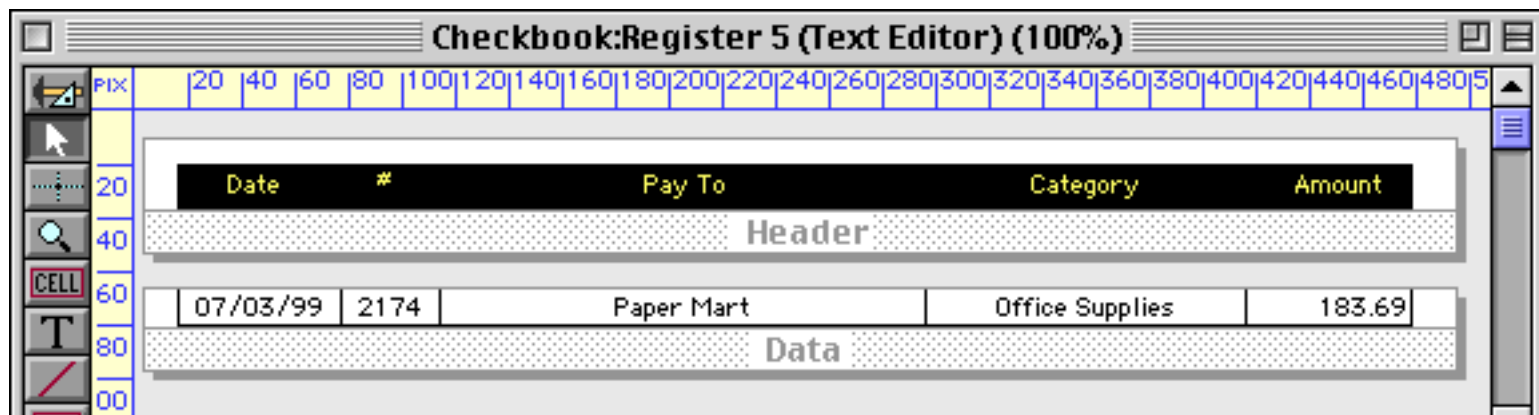 Checkbook:Register 5 (Text Editor) (100%)
PIX 20 40 60 80 100 120 140 160 180 200 220 240 260 280 300 320 340 360 380 400 420 440 460 480 5
20 Date # Pay To Category Amount
40 Header
CELL
60 07/03/99 2174 Paper Mart Office Supplies 183.69
T
80 Data
00